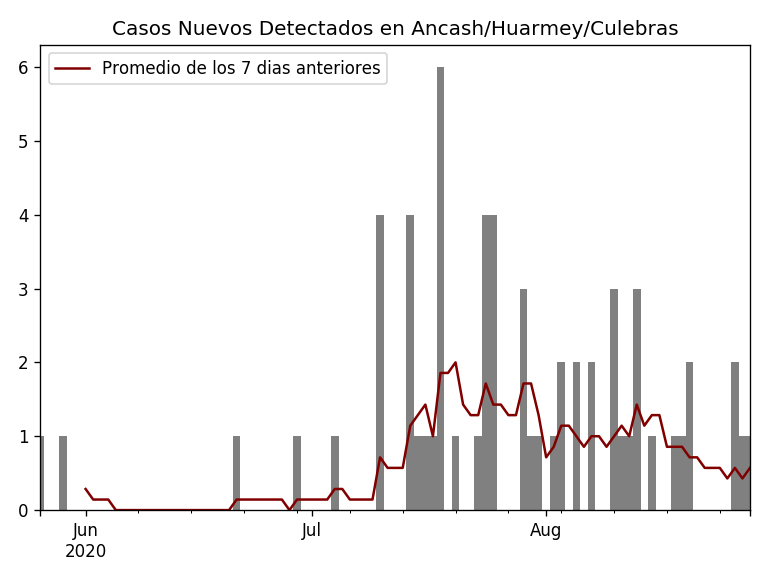 Casos Nuevos Detectados en Ancash/Huarmey/Culebras
Promedio de los 7 dias anteriores
6
5
4
3
2
1
0
Jun
2020
Jul
Aug